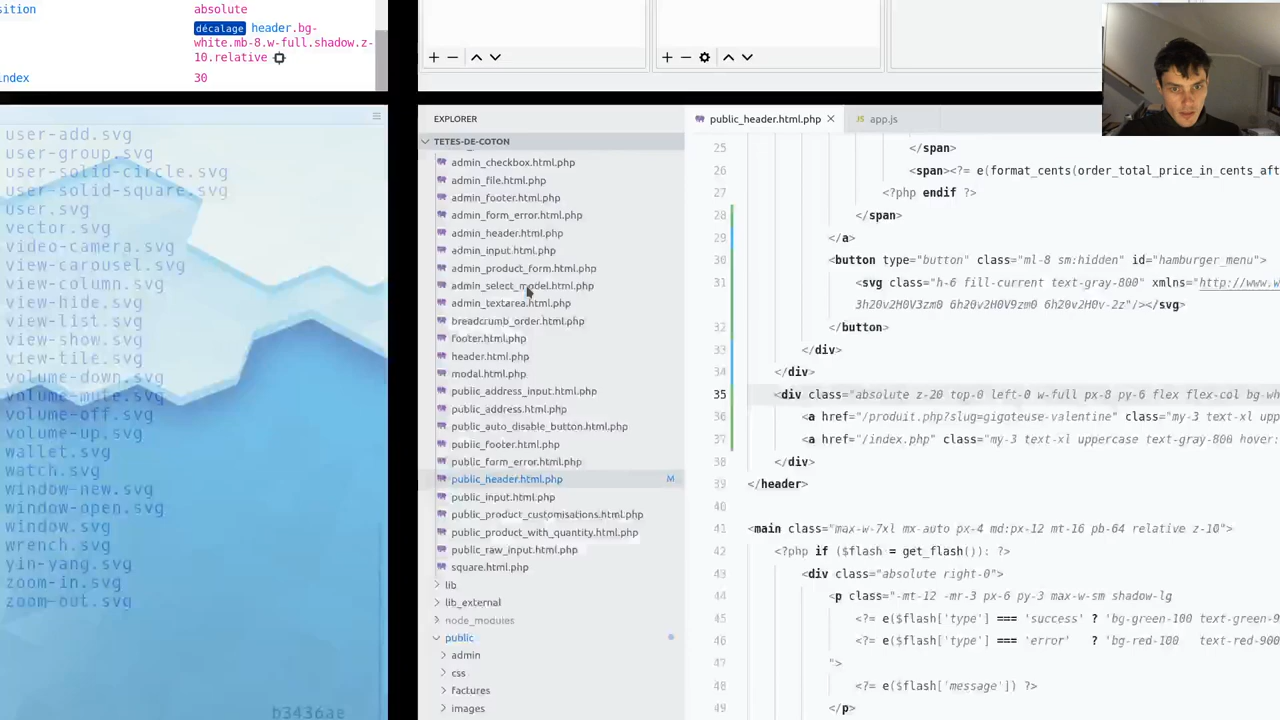 sition
absolute
décalage header.bg-
white.mb-8.w-full.shadow.z-
10.relative
index
30
user-add.svg
user-group.svg
user-solid-circle.svg
user-solid-square.svg
user.svg
vector.svg
video-camera.svg
view-carousel.svg
view-column.svg
view-hide.svg
view-list.svg
view-show.svg
view-tile.svg
volume-down.svg
volume-mute.svg
volume-off.svg
volume-up.svg
wallet.svg
watch.svg
window-new.svg
window-open.svg
window.svg
wrench.svg
yin-yang.svg
zoom-in.svg
zoom-out.svg
b3436ae
EXPLORER
TETES-DE-COTON
admin_checkbox.html.php
admin_file.html.php
admin_footer.html.php
admin_form_error.html.php
admin_header.html.php
admin_input.html.php
admin_product_form.html.php
admin_select_model.html.php
admin_textarea.html.php
breadcrumb_order.html.php
footer.html.php
header.html.php
modal.html.php
public_address_input.html.php
public_address.html.php
public_auto_disable_button.html.php
public_footer.html.php
public_form_error.html.php
public_header.html.php M
public_input.html.php
public_product_customisations.html.php
public_product_with_quantity.html.php
public_raw_input.html.php
square.html.php
lib
lib_external
node_modules
public
admin
css
factures
images
public_header.html.php
app.js
25 </span>
26 <span><?= e(format_cents(order_total_price_in_cents_aft
27 <?php endif ?>
28 </span>
29 </a>
30 <button type="button" class="ml-8 sm:hidden" id="hamburger_menu">
31 <svg class="h-6 fill-current text-gray-800" xmlns="http://www.w
3h20v2H0V3zm0 6h20v2H0V9zm0 6h20v2H0v-2z"/></svg>
32 </button>
33 </div>
34 </div>
35 <div class="absolute z-20 top-0 left-0 w-full px-8 py-6 flex flex-col bg-wh
36 <a href="/produit.php?slug=gigoteuse-valentine" class="my-3 text-xl upp
37 <a href="/index.php" class="my-3 text-xl uppercase text-gray-800 hover:
38 </div>
39 </header>
40
41 <main class="max-w-7xl mx-auto px-4 md:px-12 mt-16 pb-64 relative z-10">
42 <?php if ($flash = get_flash()): ?>
43 <div class="absolute right-0">
44 <p class="-mt-12 -mr-3 px-6 py-3 max-w-sm shadow-lg
45 <?= e($flash['type'] === 'success' ? 'bg-green-100 text-green-9
46 <?= e($flash['type'] === 'error' ? 'bg-red-100 text-red-900
47 ">
48 <?= e($flash['message']) ?>
49 </p>